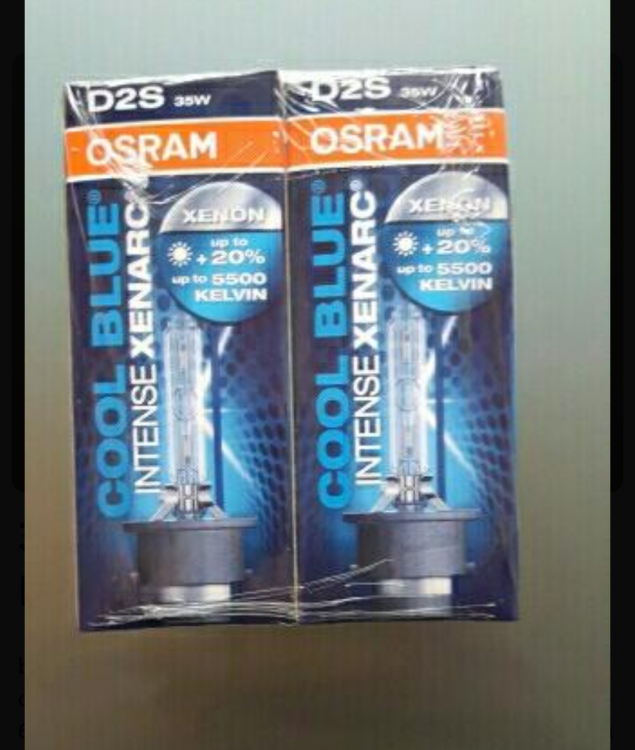 D2S 35W
OSRAM
COOL BLUE®
INTENSE XENARC®
XENON
up to
+20%
up to 5500
KELVIN
D2S 35W
OSRAM
COOL BLUE®
INTENSE XENARC®
XENON
up to
+20%
up to 5500
KELVIN